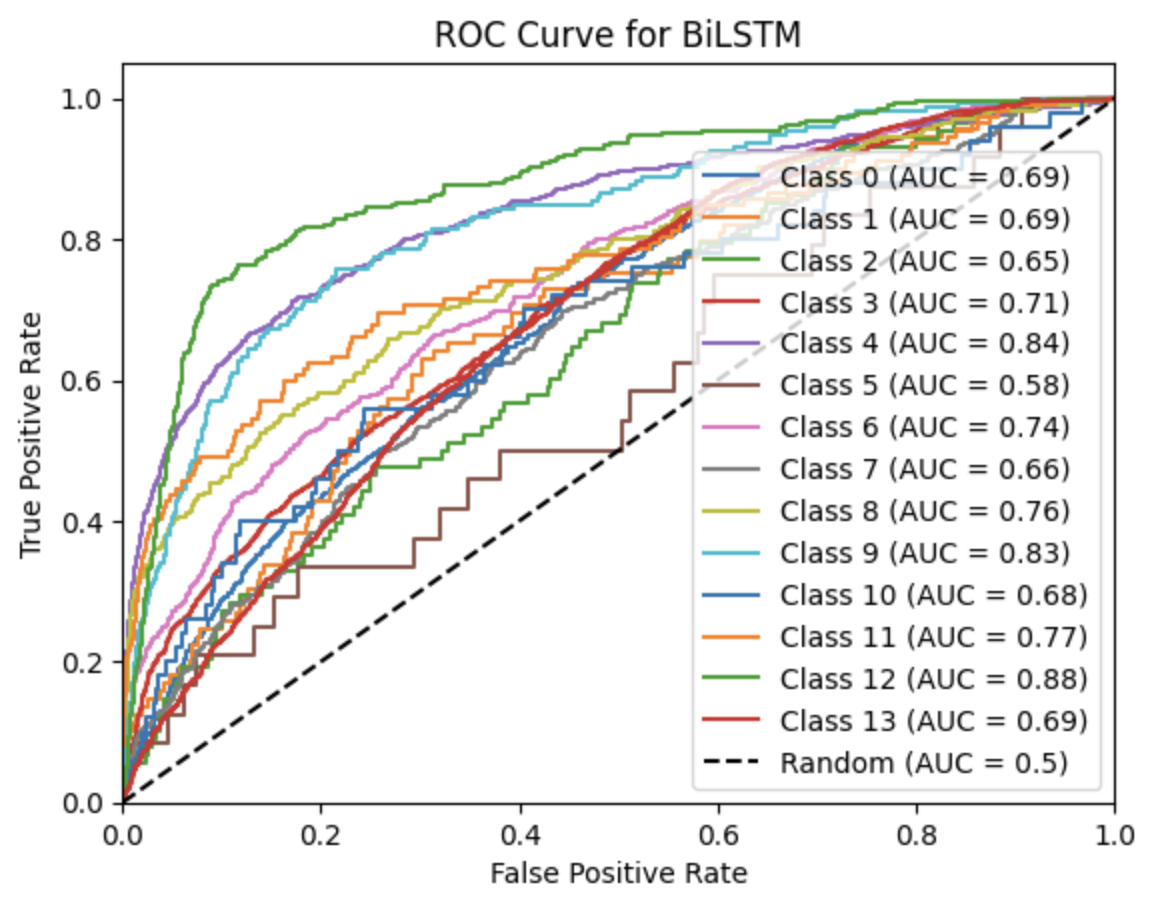 ROC Curve for BiLSTM
True Positive Rate
1.0
0.8
0.6
0.4
0.2
0.0
Class 0 (AUC = 0.69)
Class 1 (AUC = 0.69)
Class 2 (AUC = 0.65)
Class 3 (AUC = 0.71)
Class 4 (AUC = 0.84)
Class 5 (AUC = 0.58)
Class 6 (AUC = 0.74)
Class 7 (AUC = 0.66)
Class 8 (AUC = 0.76)
Class 9 (AUC = 0.83)
Class 10 (AUC = 0.68)
Class 11 (AUC = 0.77)
Class 12 (AUC = 0.88)
Class 13 (AUC = 0.69)
Random (AUC = 0.5)
0.0 0.2 0.4 0.6 0.8 1.0
False Positive Rate